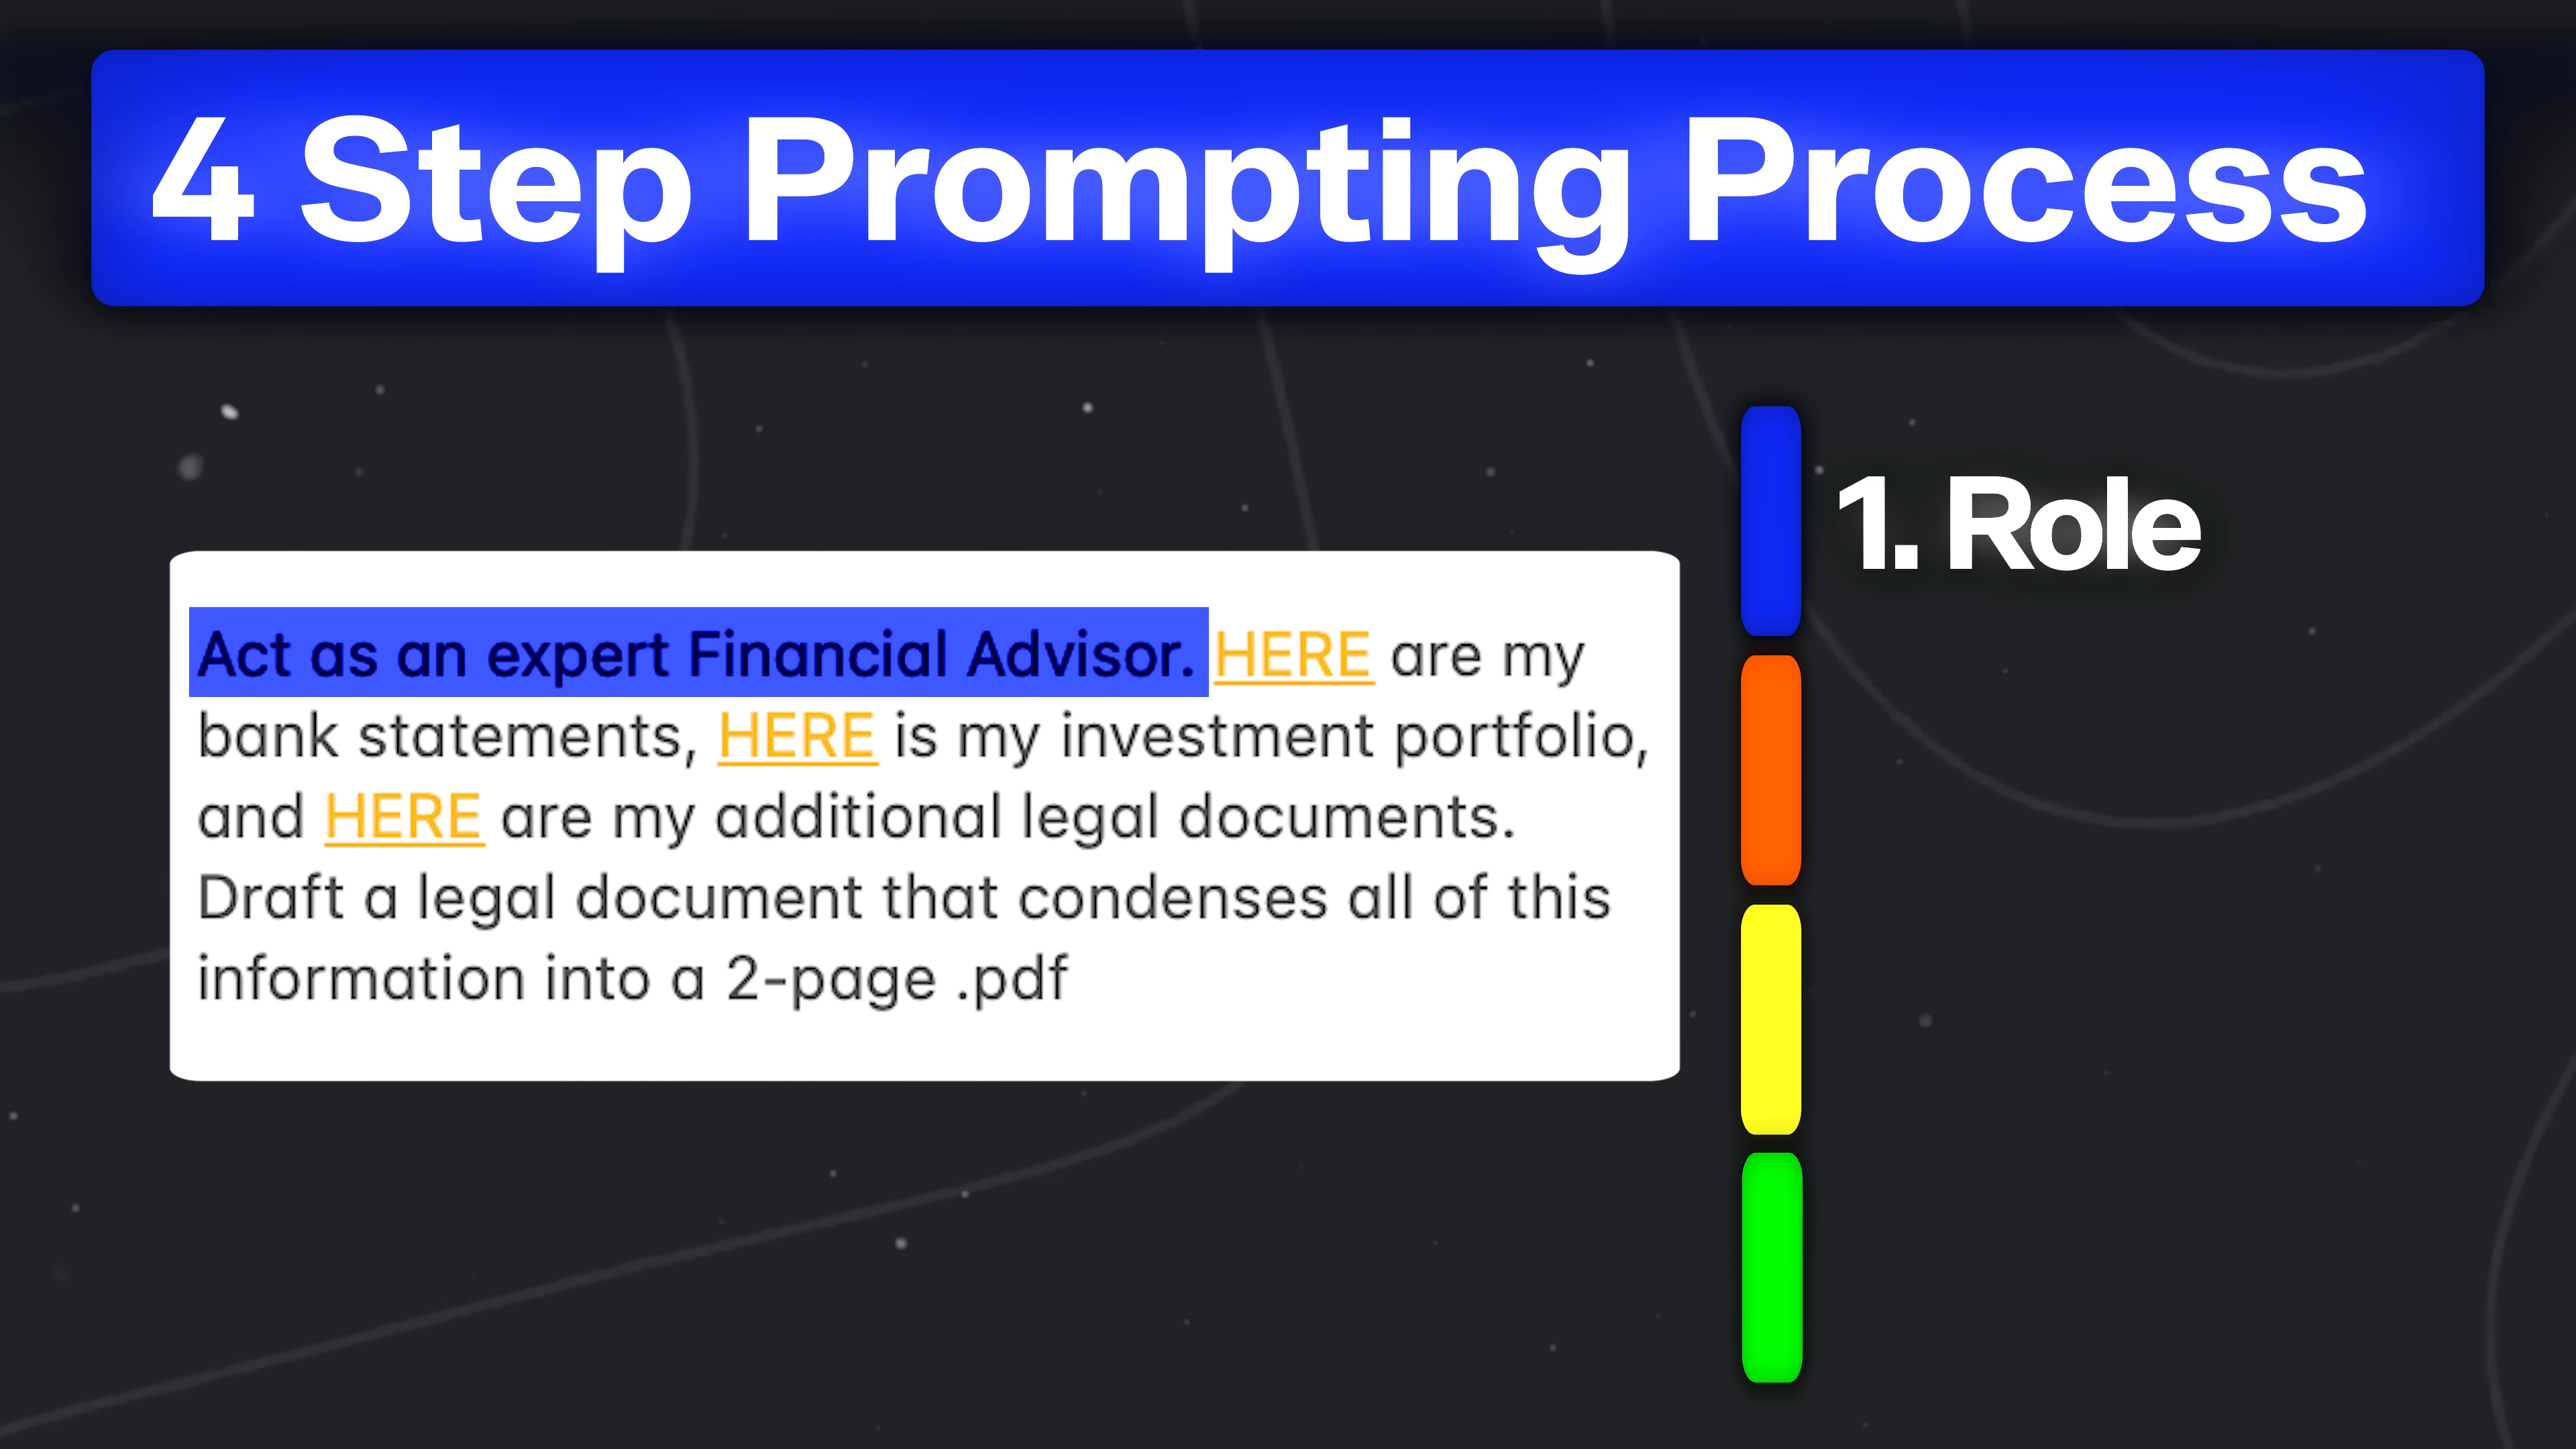 4 Step Prompting Process
1. Role
Act as an expert Financial Advisor. HERE are my
bank statements, HERE is my investment portfolio,
and HERE are my additional legal documents.
Draft a legal document that condenses all of this
information into a 2-page .pdf